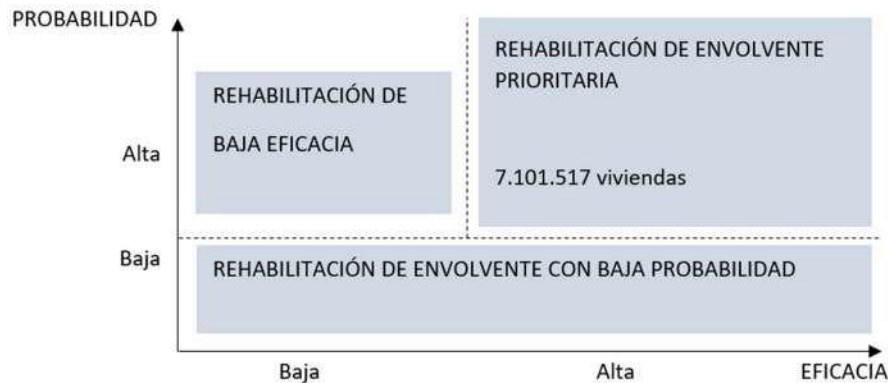 PROBABILIDAD
REHABILITACIÓN DE ENVOLVENTE
PRIORITARIA
REHABILITACIÓN DE
BAJA EFICACIA
Alta
7.101.517 viviendas
Baja
REHABILITACIÓN DE ENVOLVENTE CON BAJA PROBABILIDAD
Baja
Alta
EFICACIA